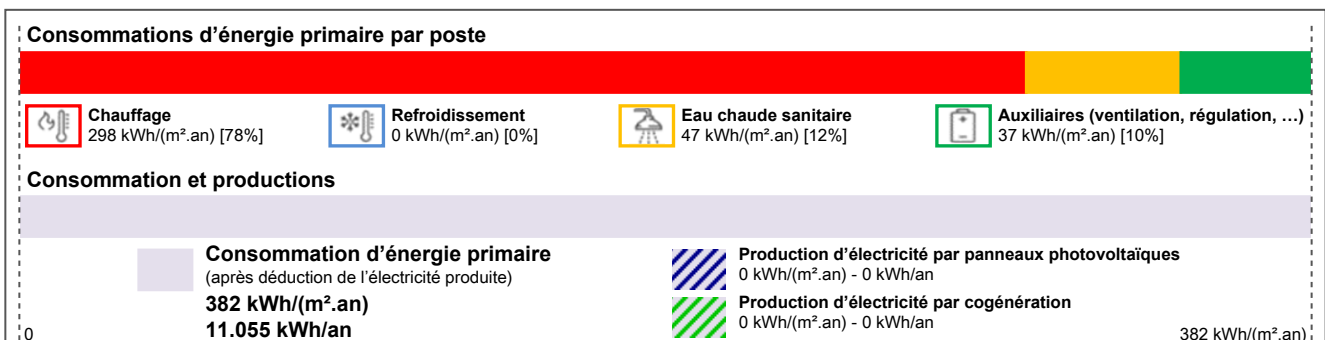 Consommations d’énergie primaire par poste
Chauffage
298 kWh/(m².an) [78%]
Refroidissement
0 kWh/(m².an) [0%]
Eau chaude sanitaire
47 kWh/(m².an) [12%]
Auxiliaires (ventilation, régulation, …)
37 kWh/(m².an) [10%]
Consommation et productions
Consommation d’énergie primaire
(après déduction de l’électricité produite)
382 kWh/(m².an)
11.055 kWh/an
Production d’électricité par panneaux photovoltaïques
0 kWh/(m².an) - 0 kWh/an
Production d’électricité par cogénération
0 kWh/(m².an) - 0 kWh/an
0
382 kWh/(m².an)